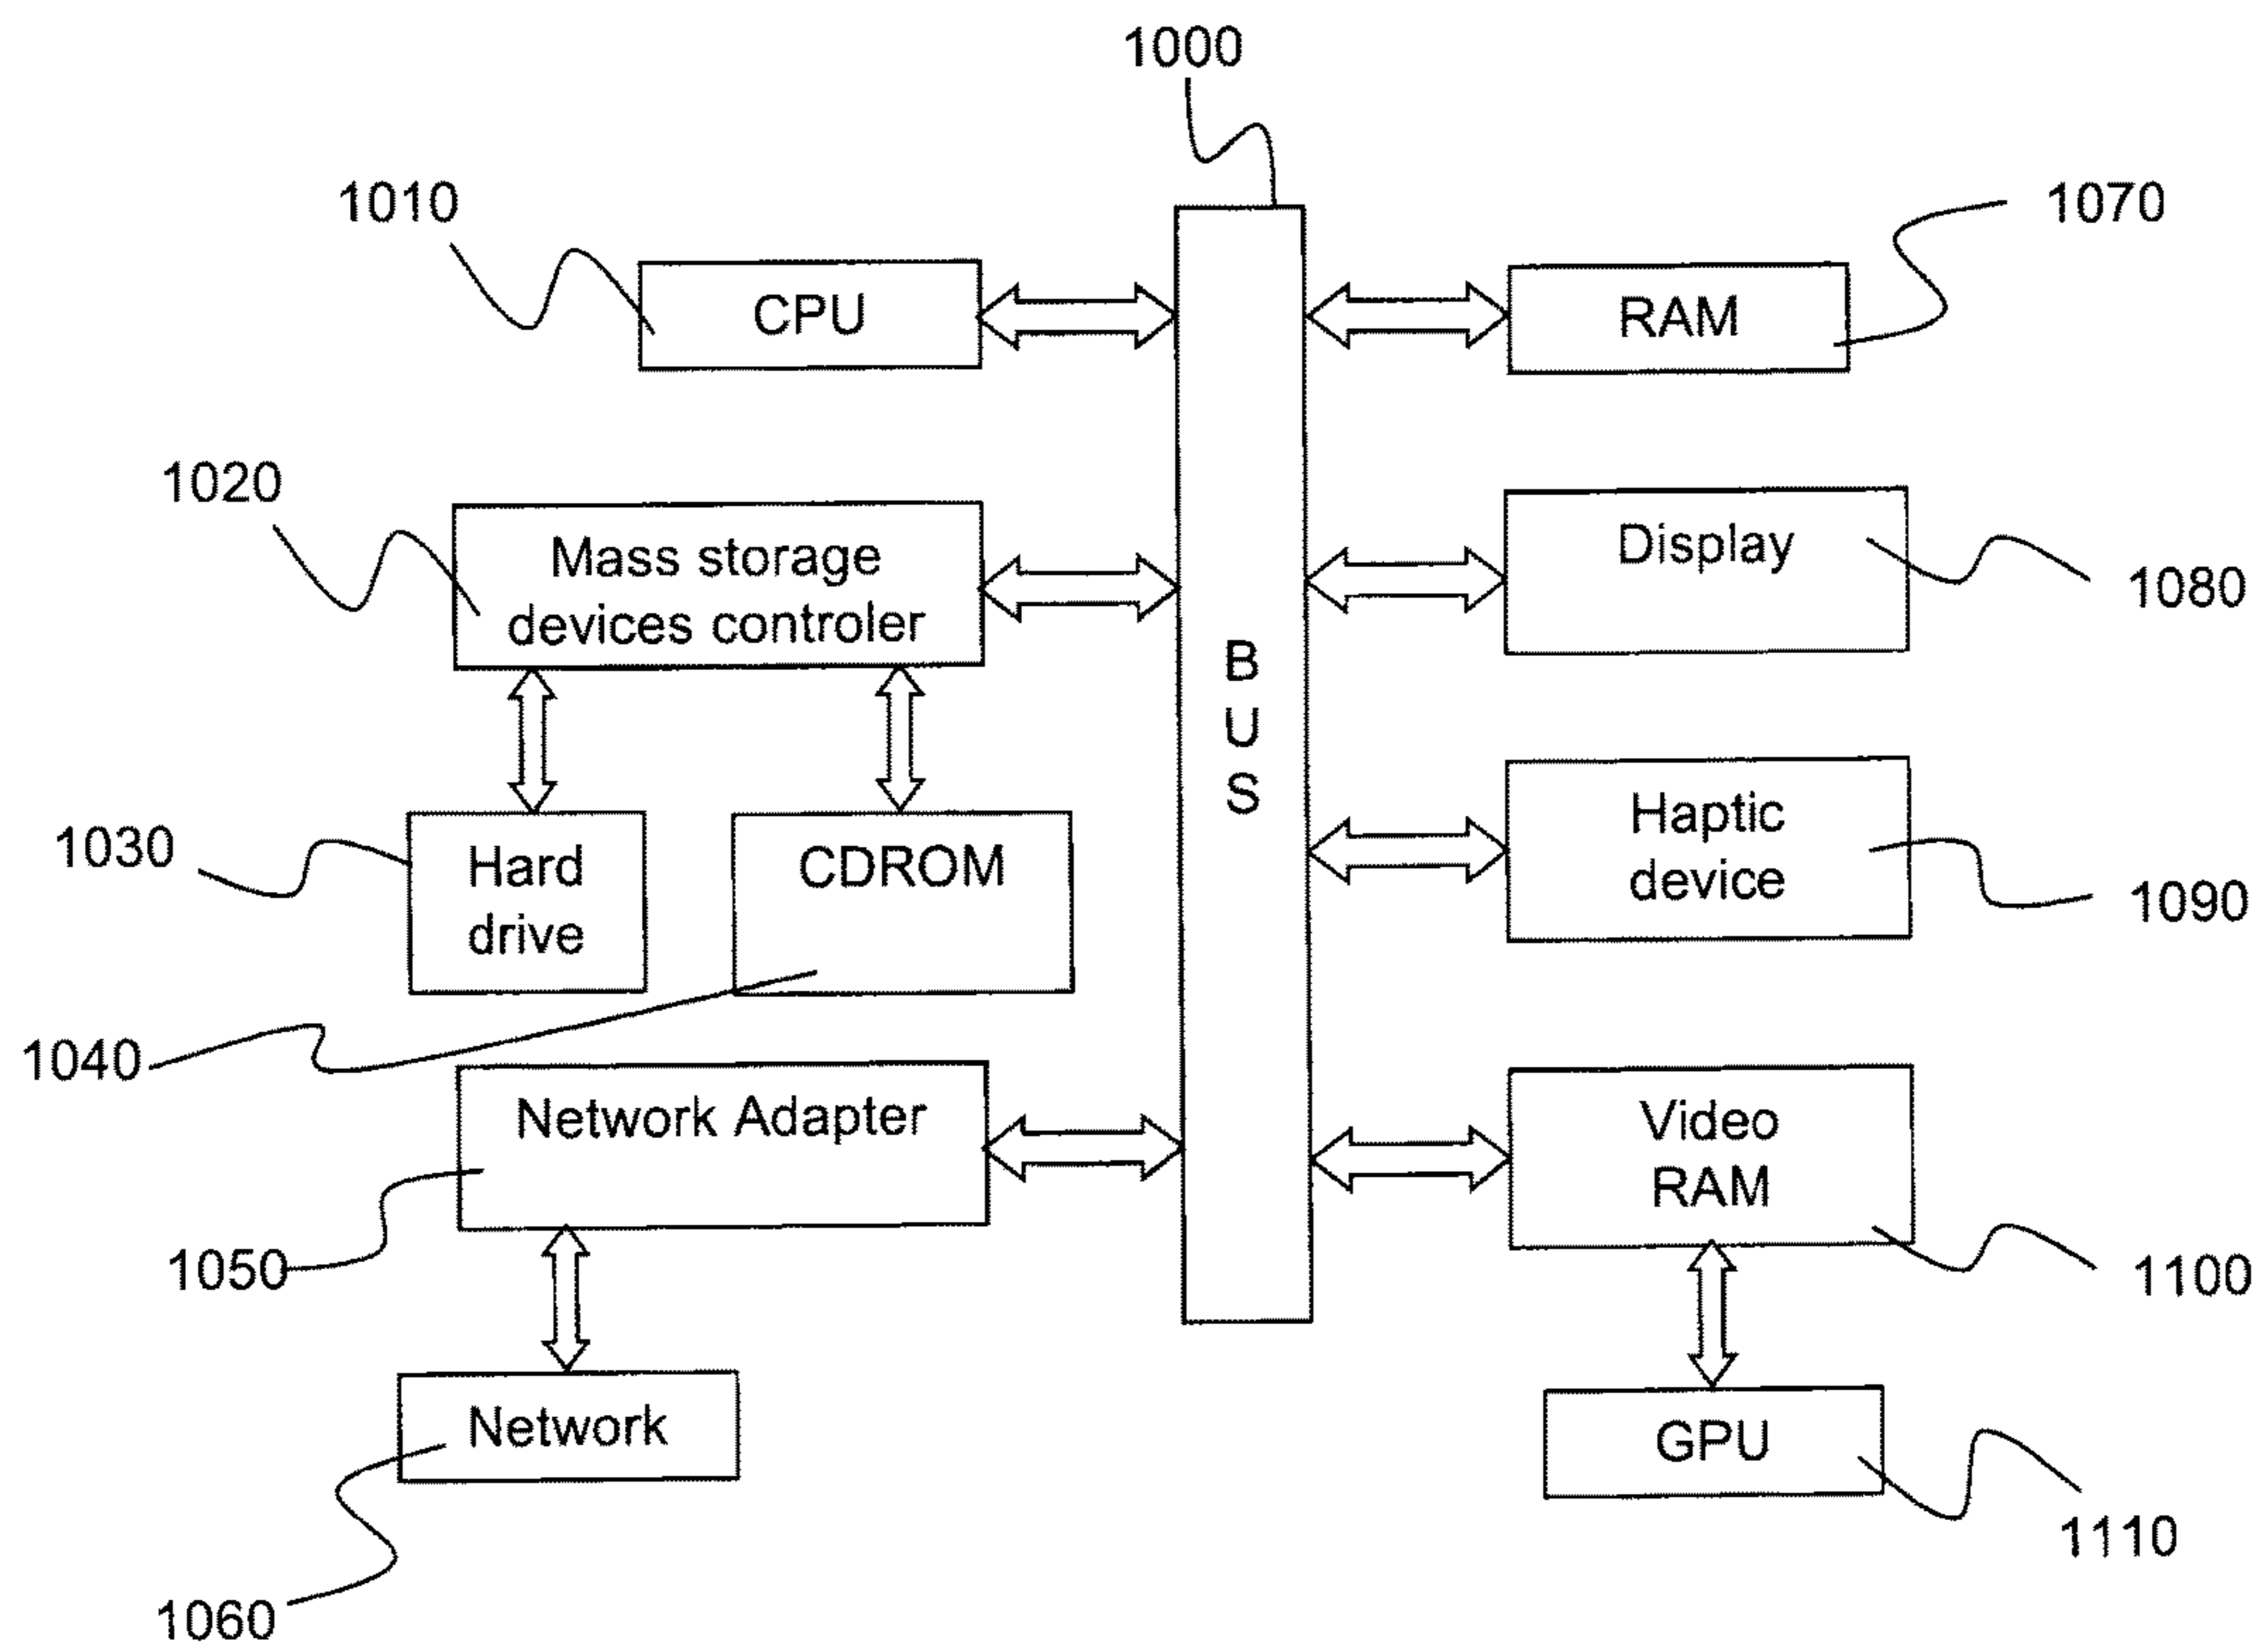 1000
1010
CPU
RAM
1070
1020
Mass storage
devices controler
Display
1080
B
U
S
1030
Hard
drive
CDROM
Haptic
device
1090
1040
Network Adapter
1050
Video
RAM
1100
Network
1060
GPU
1110